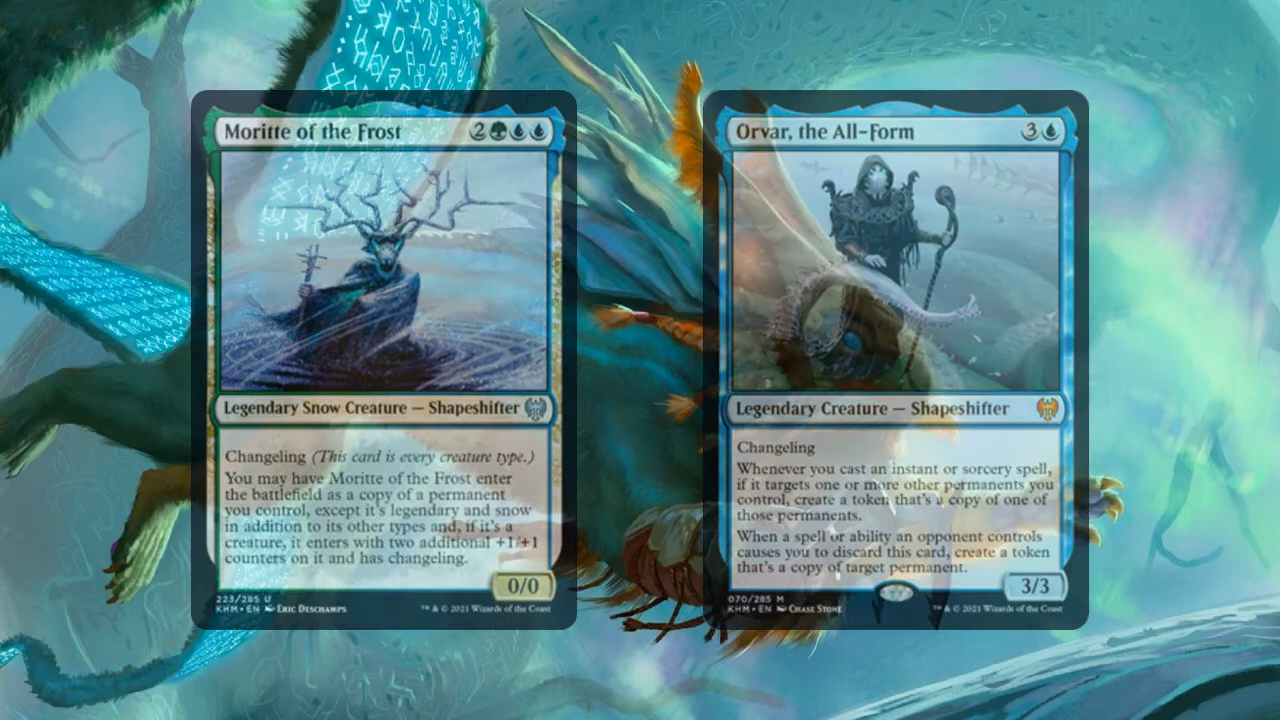 Moritte of the Frost 2
Legendary Snow Creature — Shapeshifter
Changeling (This card is every creature type.)
You may have Moritte of the Frost enter
the battlefield as a copy of a permanent
you control, except it's legendary and snow
in addition to its other types and, if it's a
creature, it enters with two additional +1/+1
counters on it and has changeling.
0/0
223/285 U
KHM • EN Eric Deschamps ™ & © 2021 Wizards of the Coast
Orvar, the All-Form 3
Legendary Creature — Shapeshifter
Changeling
Whenever you cast an instant or sorcery spell,
if it targets one or more other permanents you
control, create a token that's a copy of one of
those permanents.
When a spell or ability an opponent controls
causes you to discard this card, create a token
that's a copy of target permanent.
3/3
070/285 M
KHM • EN Chase Stone ™ & © 2021 Wizards of the Coast